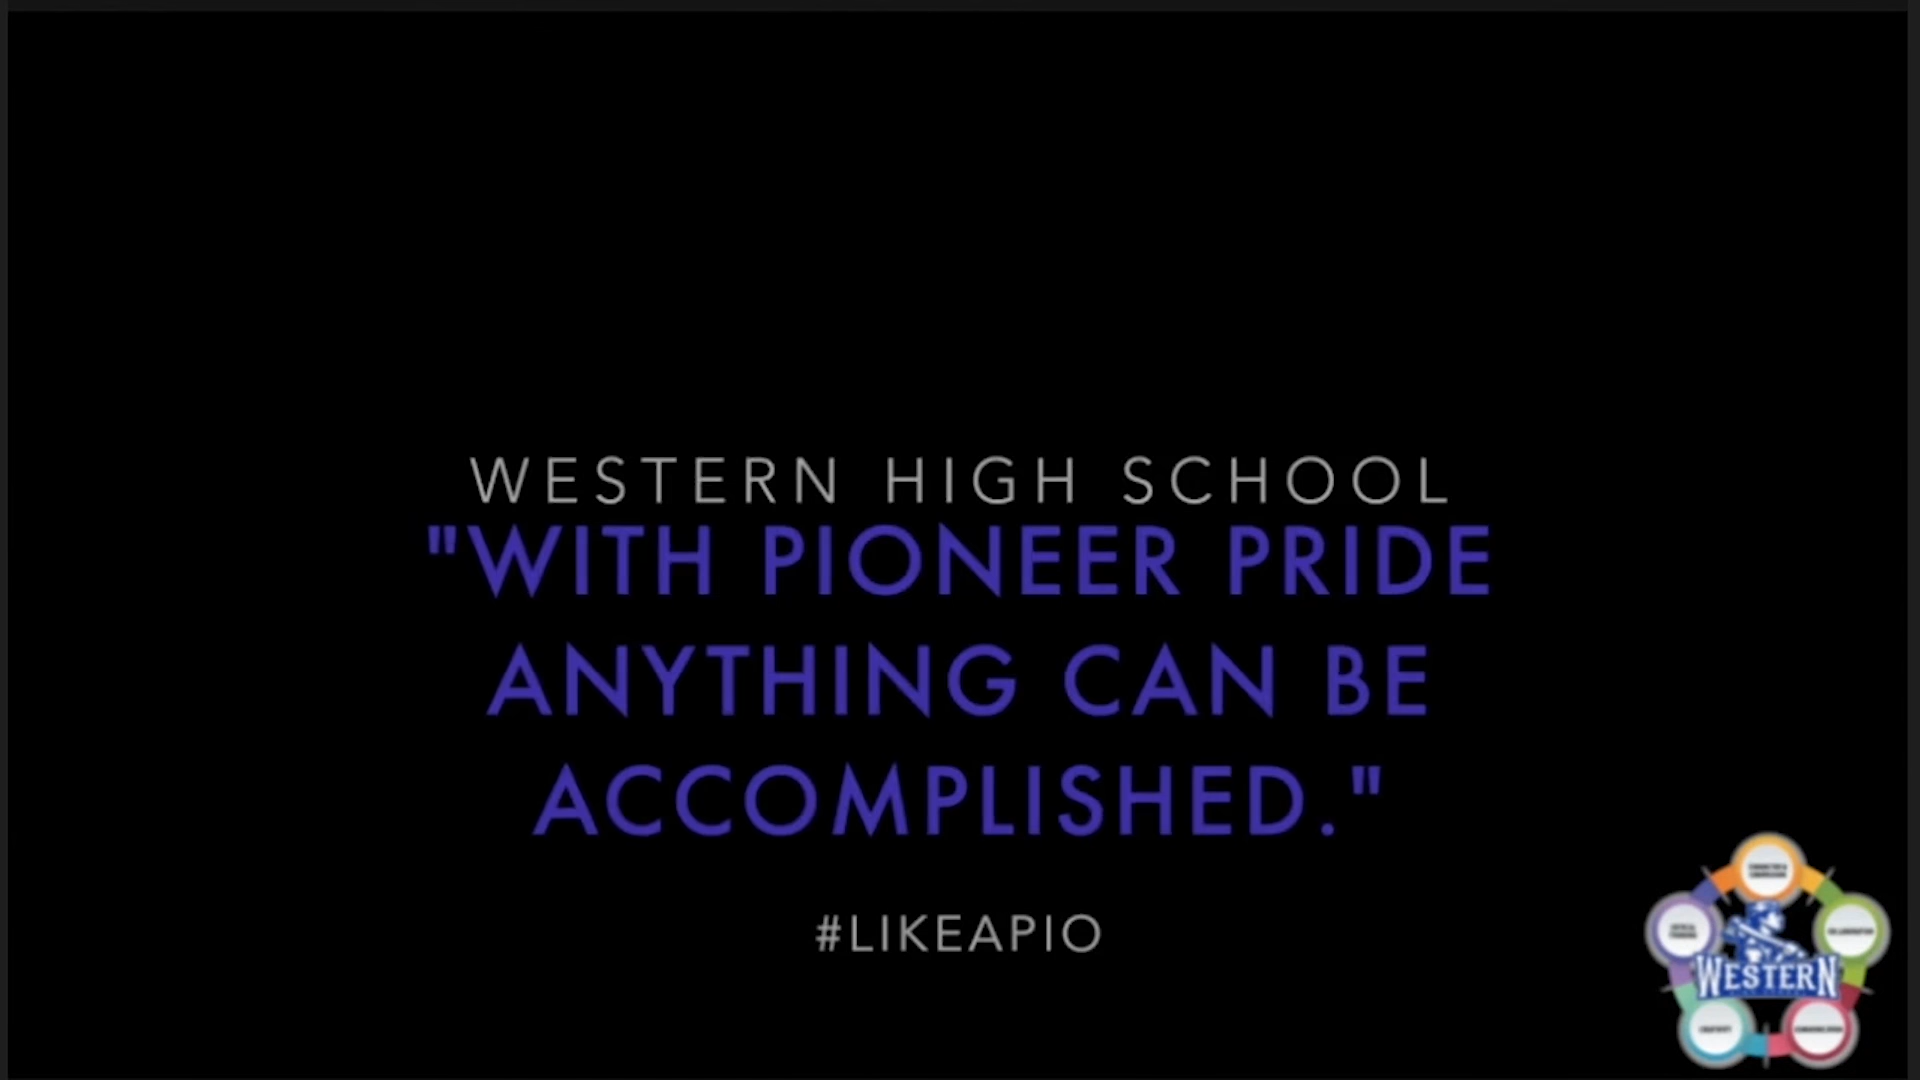 WESTERN HIGH SCHOOL
"WITH PIONEER PRIDE
ANYTHING CAN BE
ACCOMPLISHED."
#LIKEAPIO
WESTERN